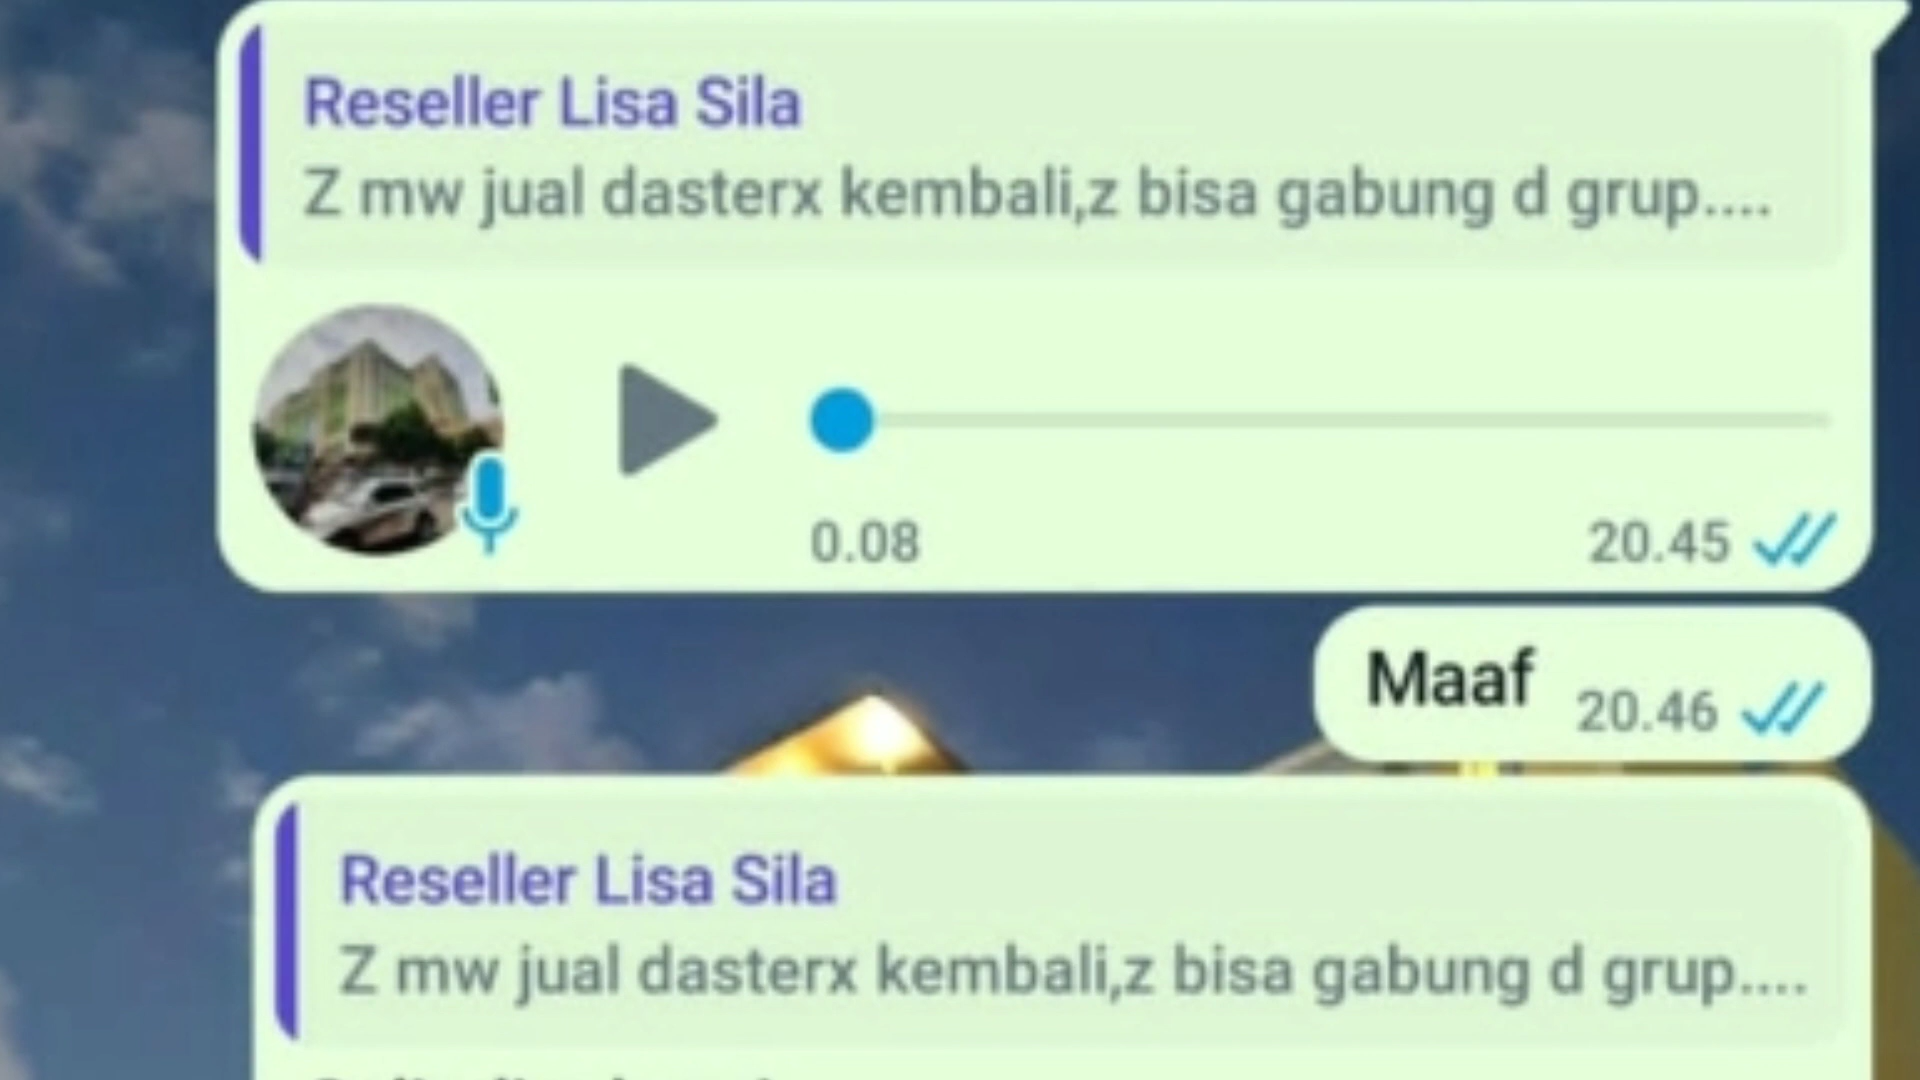 Reseller Lisa Sila
Z mw jual dasterx kembali,z bisa gabung d grup....
0.08
20.45
Maaf 20.46
Reseller Lisa Sila
Z mw jual dasterx kembali,z bisa gabung d grup....